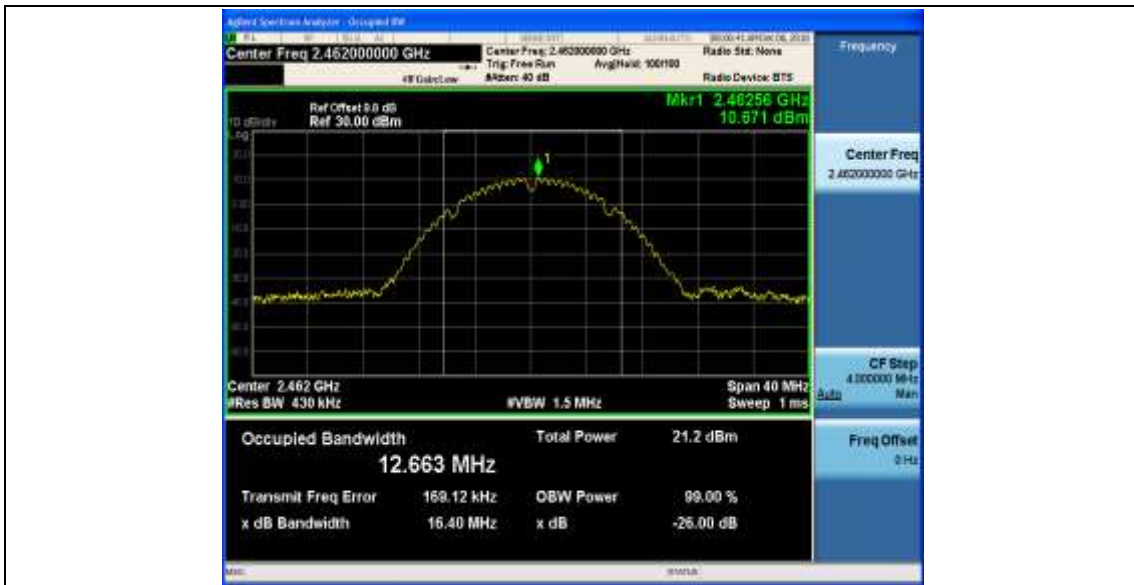 Agilent Spectrum Analyzer - Occupied BW
Center Freq 2.462000000 GHz
Center Freq: 2.462000000 GHz
Radio Std: None
Trig: Free Run
Avg|Hold: 100/100
#IFGain:Low
#Atten: 40 dB
Radio Device: BTS
Frequency
Mkr1 2.46256 GHz
10.671 dBm
Ref Offset 9.8 dB
10 dB/div
Ref 30.00 dBm
Log
1
Center Freq
2.462000000 GHz
Center 2.462 GHz
Span 40 MHz
#Res BW 430 kHz
#VBW 1.5 MHz
Sweep 1 ms
CF Step
4.000000 MHz
Auto
Man
Occupied Bandwidth
Total Power
21.2 dBm
12.663 MHz
Freq Offset
0 Hz
Transmit Freq Error
169.12 kHz
OBW Power
99.00 %
x dB Bandwidth
16.40 MHz
x dB
-26.00 dB
MSG
STATUS